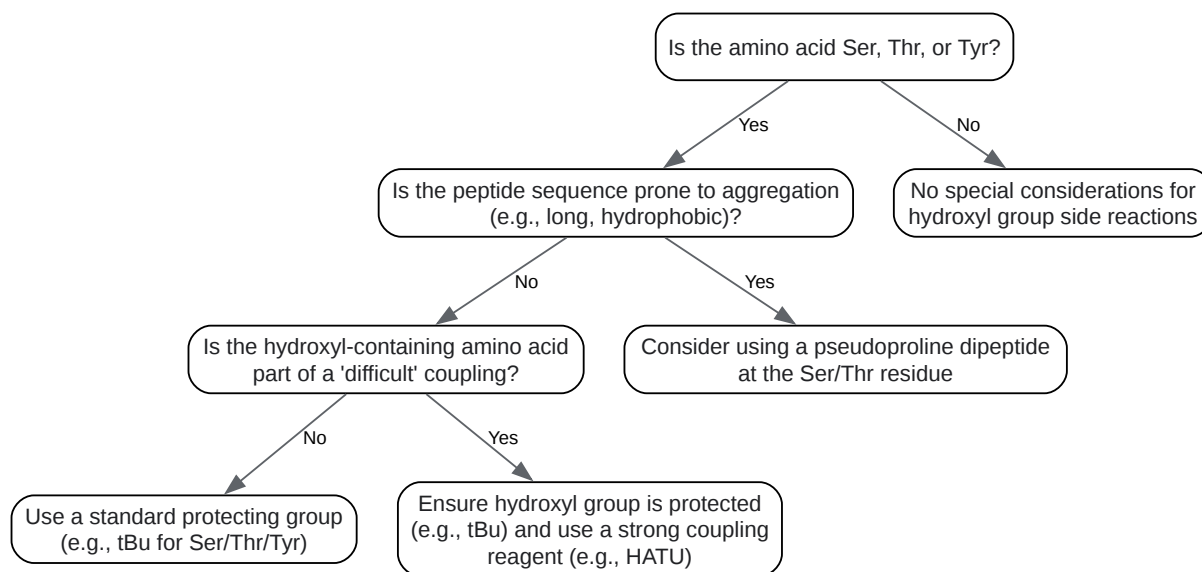 Is the amino acid Ser, Thr, or Tyr?
Yes
No
Is the peptide sequence prone to aggregation
(e.g., long, hydrophobic)?
No special considerations for
hydroxyl group side reactions
No
Yes
Is the hydroxyl-containing amino acid
part of a 'difficult' coupling?
Consider using a pseudoproline dipeptide
at the Ser/Thr residue
No
Yes
Use a standard protecting group
(e.g., tBu for Ser/Thr/Tyr)
Ensure hydroxyl group is protected
(e.g., tBu) and use a strong coupling
reagent (e.g., HATU)